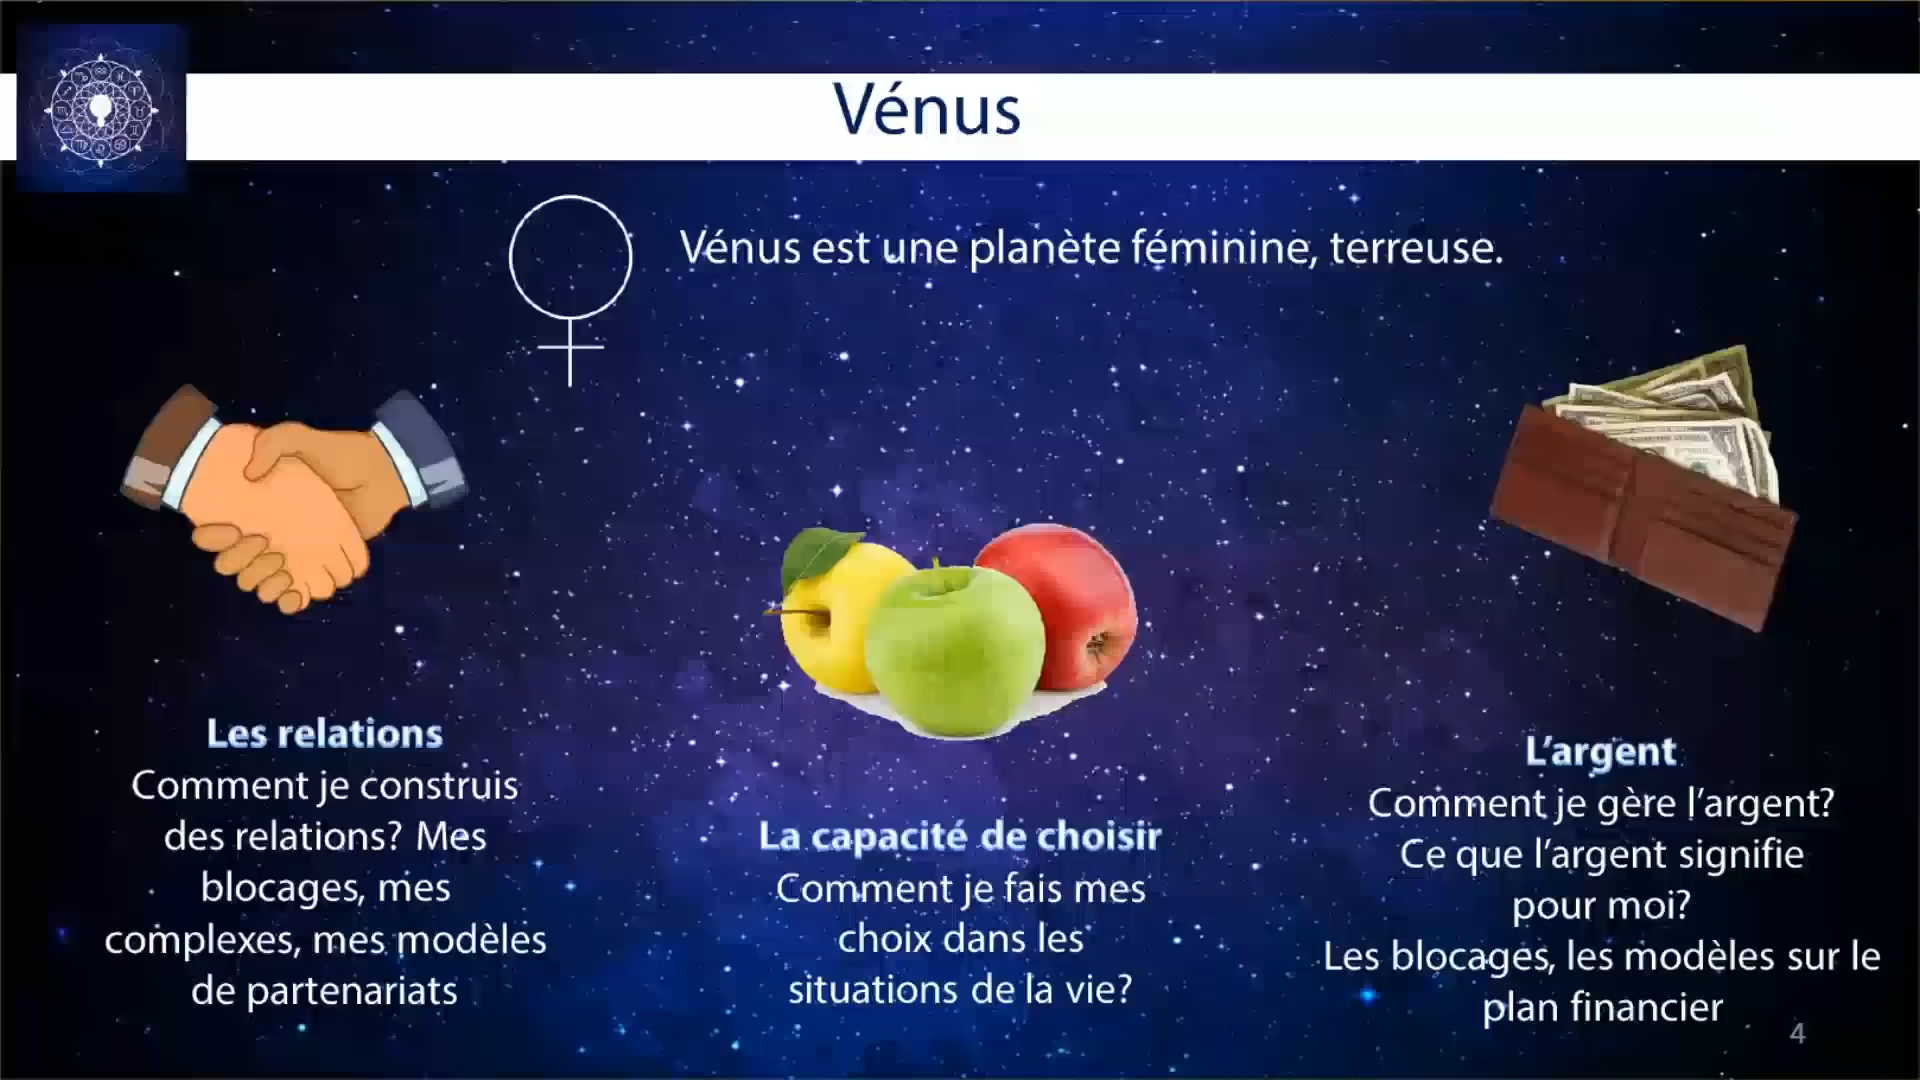 Vénus
Vénus est une planète féminine, terreuse.
Les relations
Comment je construis
des relations? Mes
blocages, mes
complexes, mes modèles
de partenariats
La capacité de choisir
Comment je fais mes
choix dans les
situations de la vie?
L’argent
Comment je gère l’argent?
Ce que l’argent signifie
pour moi?
Les blocages, les modèles sur le
plan financier
4